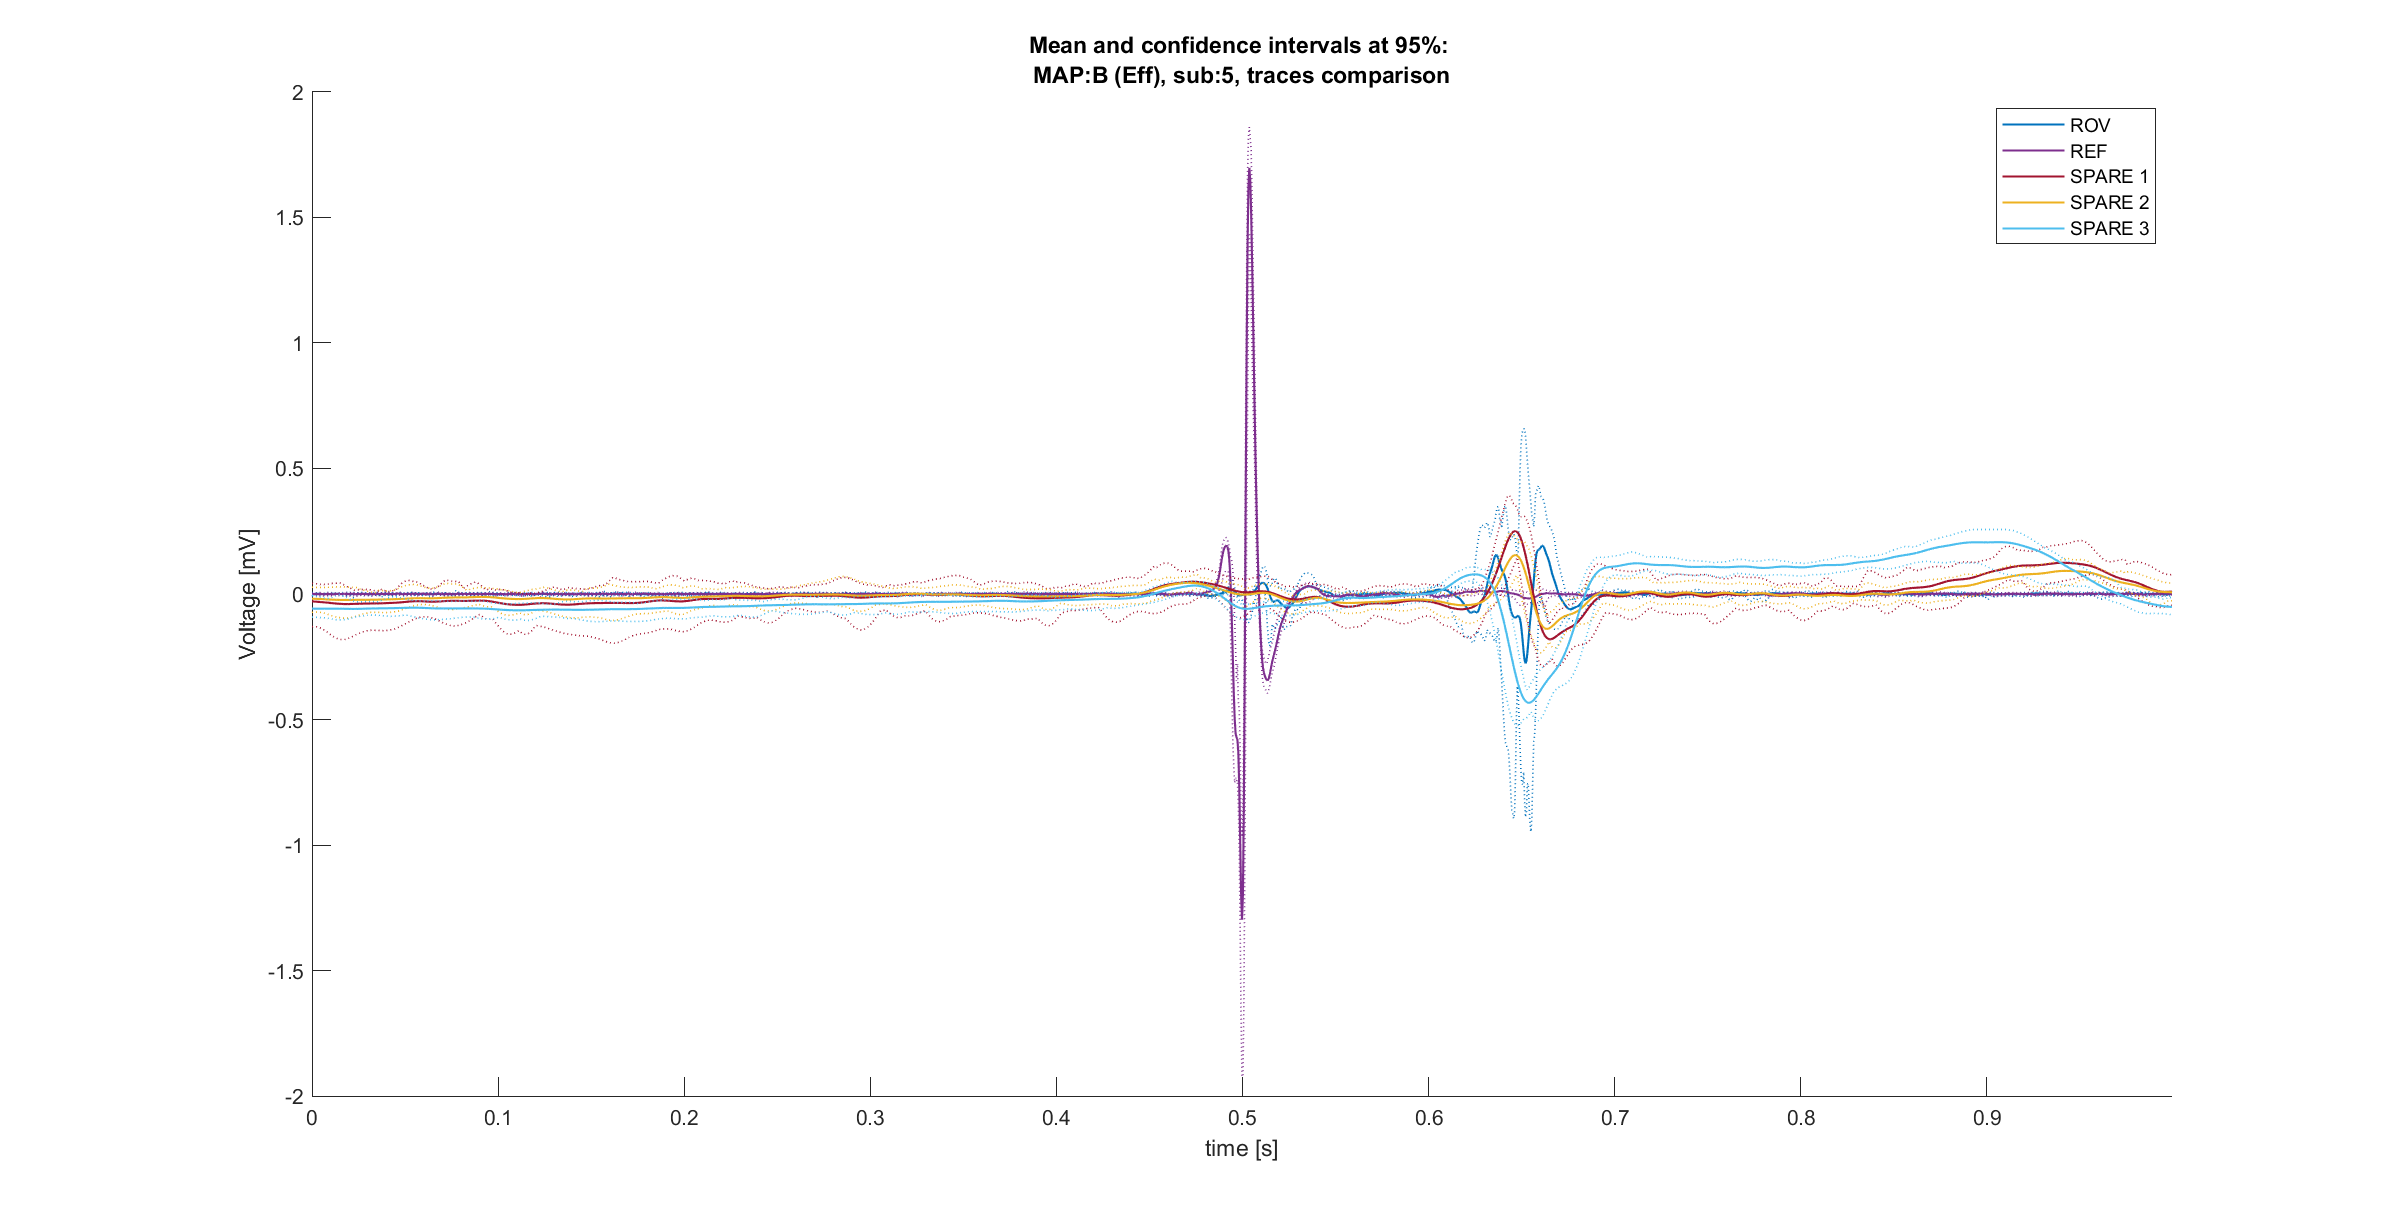 Mean and confidence intervals at 95%:
MAP:B (Eff), sub:5, traces comparison
ROV
REF
SPARE 1
SPARE 2
SPARE 3
Voltage [mV]
2
1.5
1
0.5
0
-0.5
-1
-1.5
-2
0 0.1 0.2 0.3 0.4 0.5 0.6 0.7 0.8 0.9
time [s]